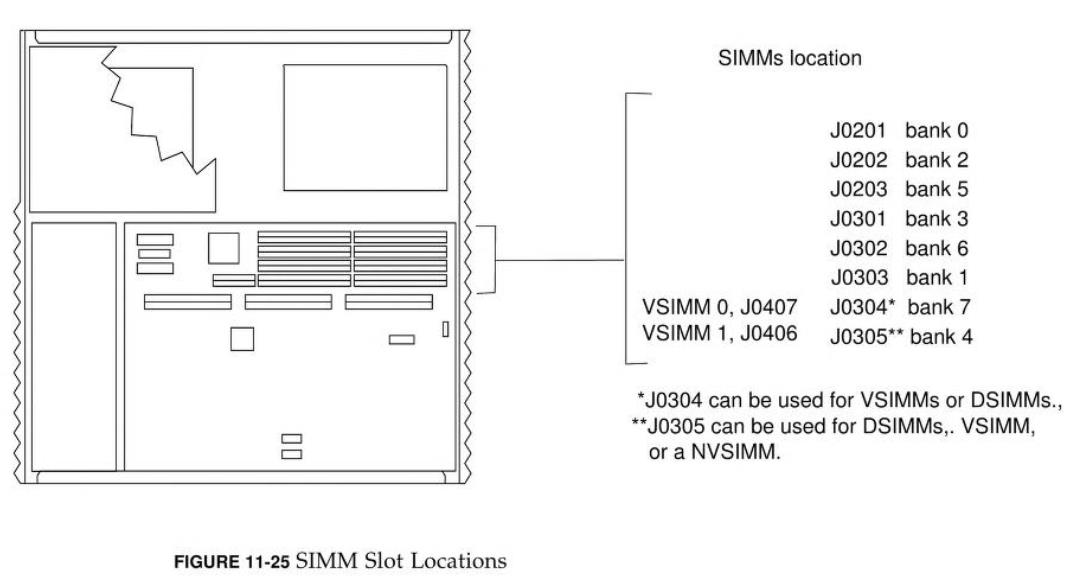 SIMMs location
J0201 bank 0
J0202 bank 2
J0203 bank 5
J0301 bank 3
J0302 bank 6
J0303 bank 1
VSIMM 0, J0407 J0304* bank 7
VSIMM 1, J0406 J0305** bank 4
*J0304 can be used for VSIMMs or DSIMMs.,
**J0305 can be used for DSIMMs,. VSIMM,
or a NVSIMM.
FIGURE 11-25 SIMM Slot Locations